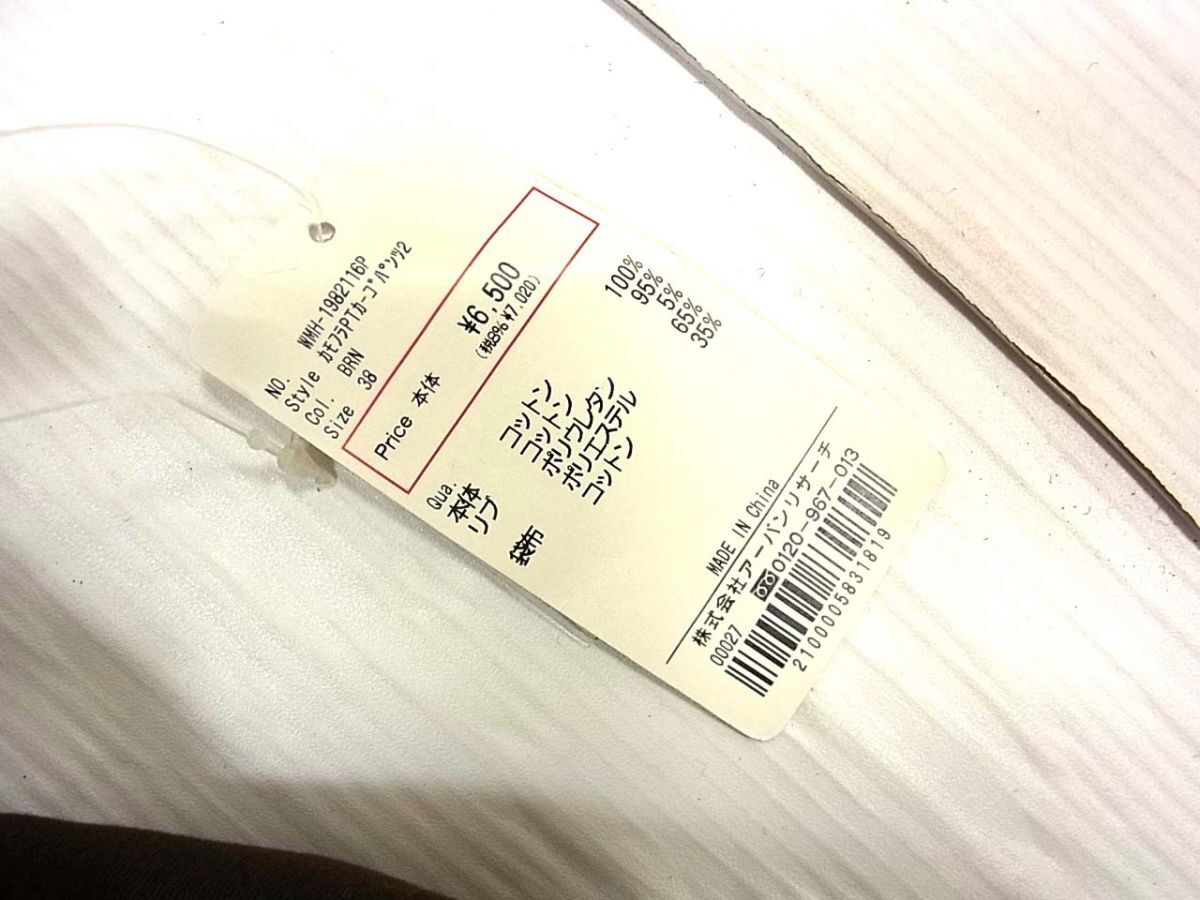 NO. WMH-1982116P
Style カモフラPTカーゴパンツ2
Col. BRN
Size 38
Price 本体 ¥6,500
(税8% ¥7,020)
Qua.
本体 コットン 100%
リブ コットン 95%
ポリウレタン 5%
袋布 ポリエステル 65%
コットン 35%
MADE IN China
株式会社アーバンリサーチ
00027 0120-967-013
2100005831819